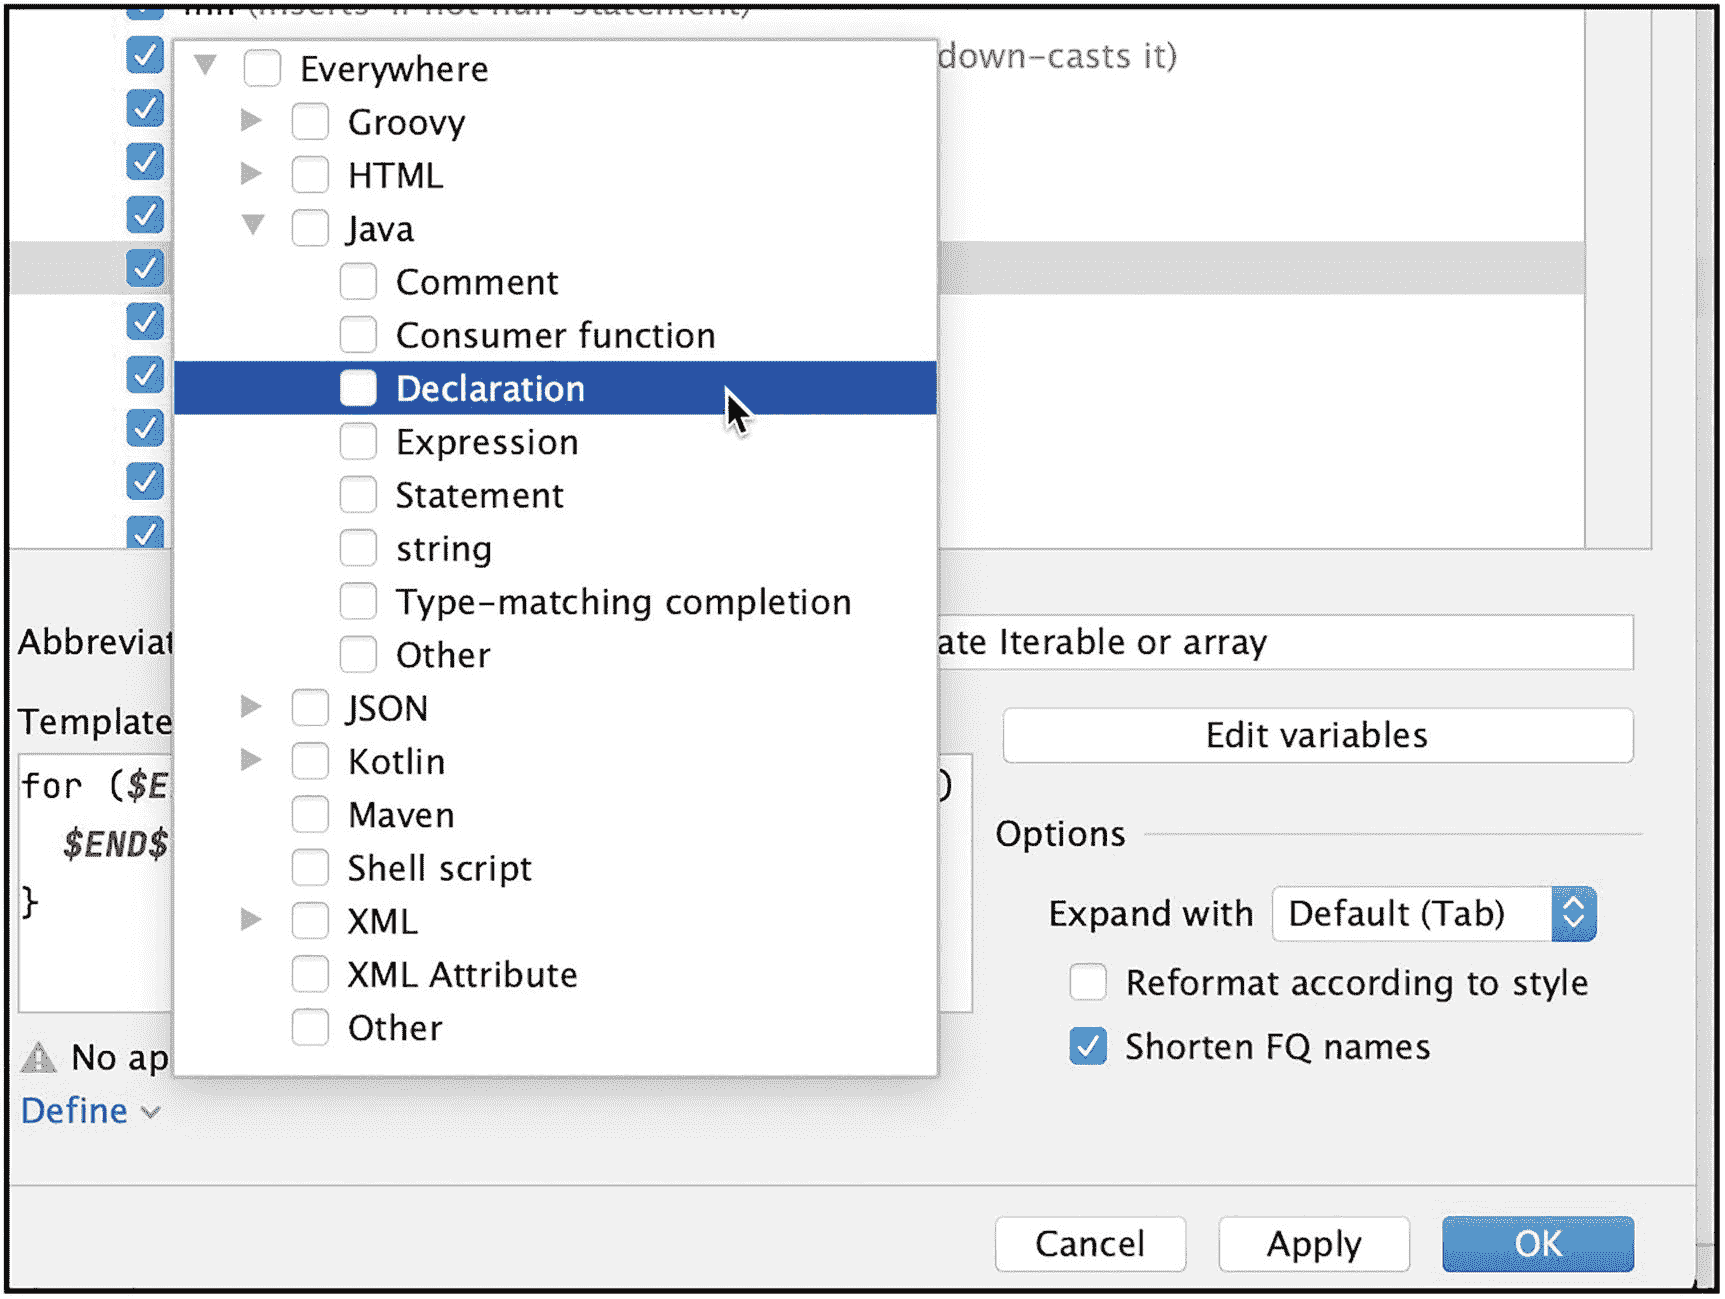 down-casts it)
Everywhere
Groovy
HTML
Java
Comment
Consumer function
Declaration
Expression
Statement
string
Type-matching completion
Other
JSON
Kotlin
Maven
Shell script
XML
XML Attribute
Other
Abbreviat
ate Iterable or array
Template
for ($E )
$END$
}
Edit variables
Options
Expand with Default (Tab)
Reformat according to style
Shorten FQ names
No ap
Define
Cancel Apply OK